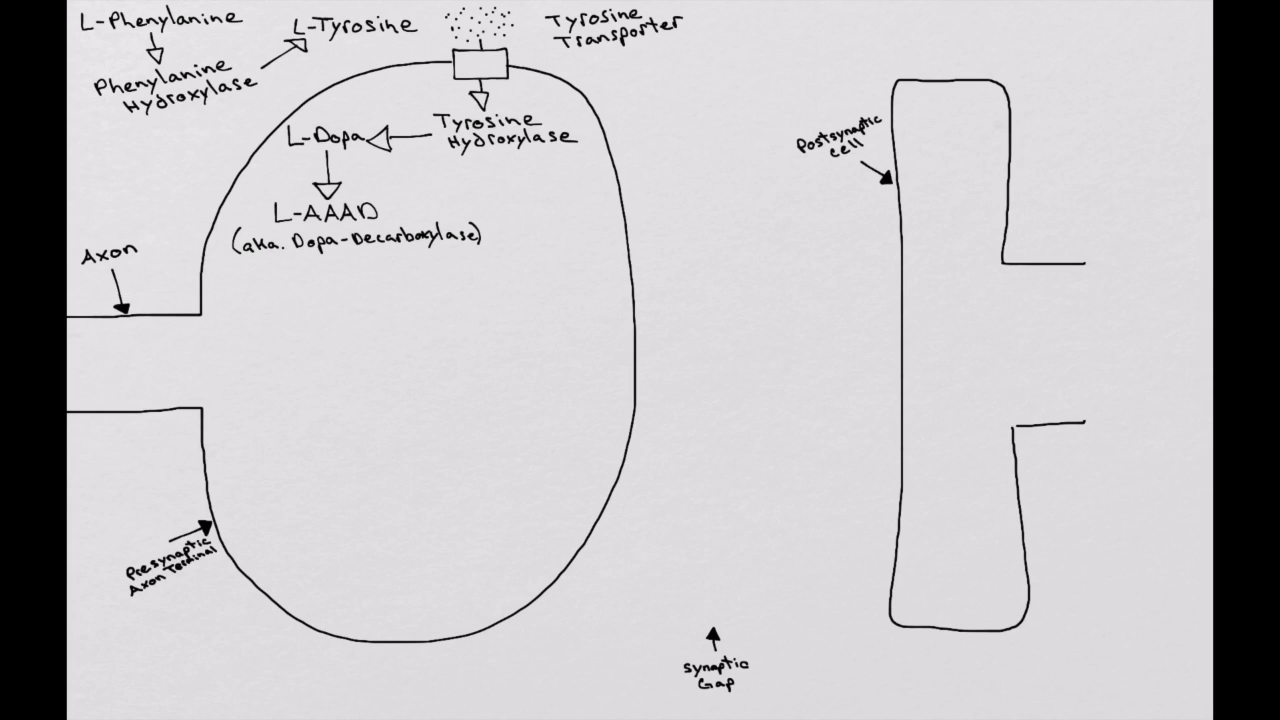 L-Phenylanine
L-Tyrosine
Tyrosine
Transporter
Phenylanine
Hydroxylase
Tyrosine
Hydroxylase
L-Dopa
L-AAAD
(aka. Dopa-Decarboxylase)
Axon
Postsynaptic
cell
Presynaptic
Axon Terminal
Synaptic
Gap